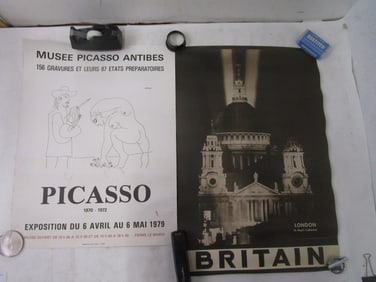 MUSEE PICASSO ANTIBES
156 GRAVURES ET LEURS 87 ETATS PREPARATOIRES
PICASSO
1970 - 1972
EXPOSITION DU 6 AVRIL AU 6 MAI 1979
LONDON
BRITAIN